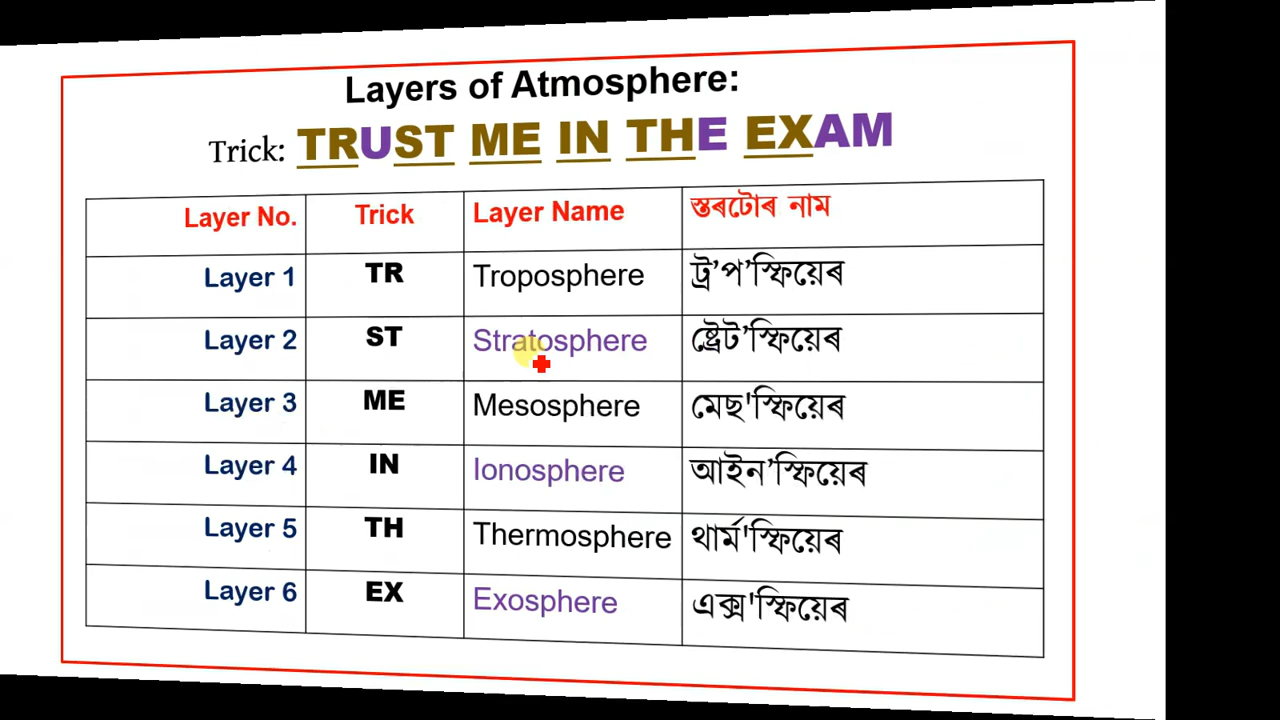 Layers of Atmosphere:
Trick: TRUST ME IN THE EXAM
Layer No. Trick Layer Name স্তৰটোৰ নাম
Layer 1 TR Troposphere ট্ৰ’প’স্ফিয়েৰ
Layer 2 ST Stratosphere ষ্ট্ৰেট’স্ফিয়েৰ
Layer 3 ME Mesosphere মেছ'স্ফিয়েৰ
Layer 4 IN Ionosphere আইন’স্ফিয়েৰ
Layer 5 TH Thermosphere থাৰ্ম'স্ফিয়েৰ
Layer 6 EX Exosphere এক্স'স্ফিয়েৰ